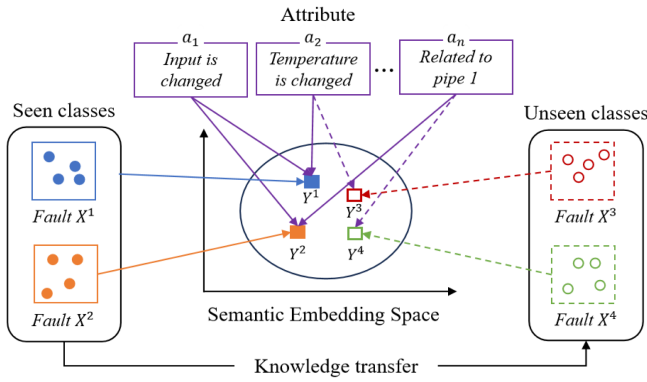 Attribute
a1
Input is
changed
a2
Temperature
is changed
...
an
Related to
pipe 1
Seen classes
Fault X1
Fault X2
Y1
Y2
Y3
Y4
Semantic Embedding Space
Unseen classes
Fault X3
Fault X4
Knowledge transfer